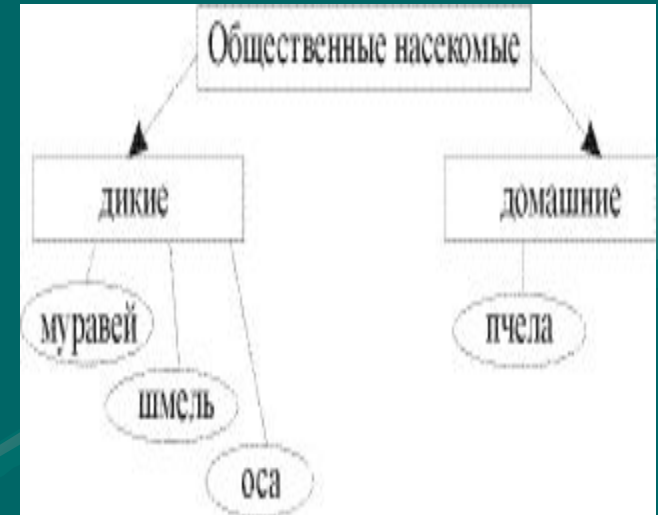 Общественные насекомые
дикие
домашние
муравей
пчела
шмель
оса